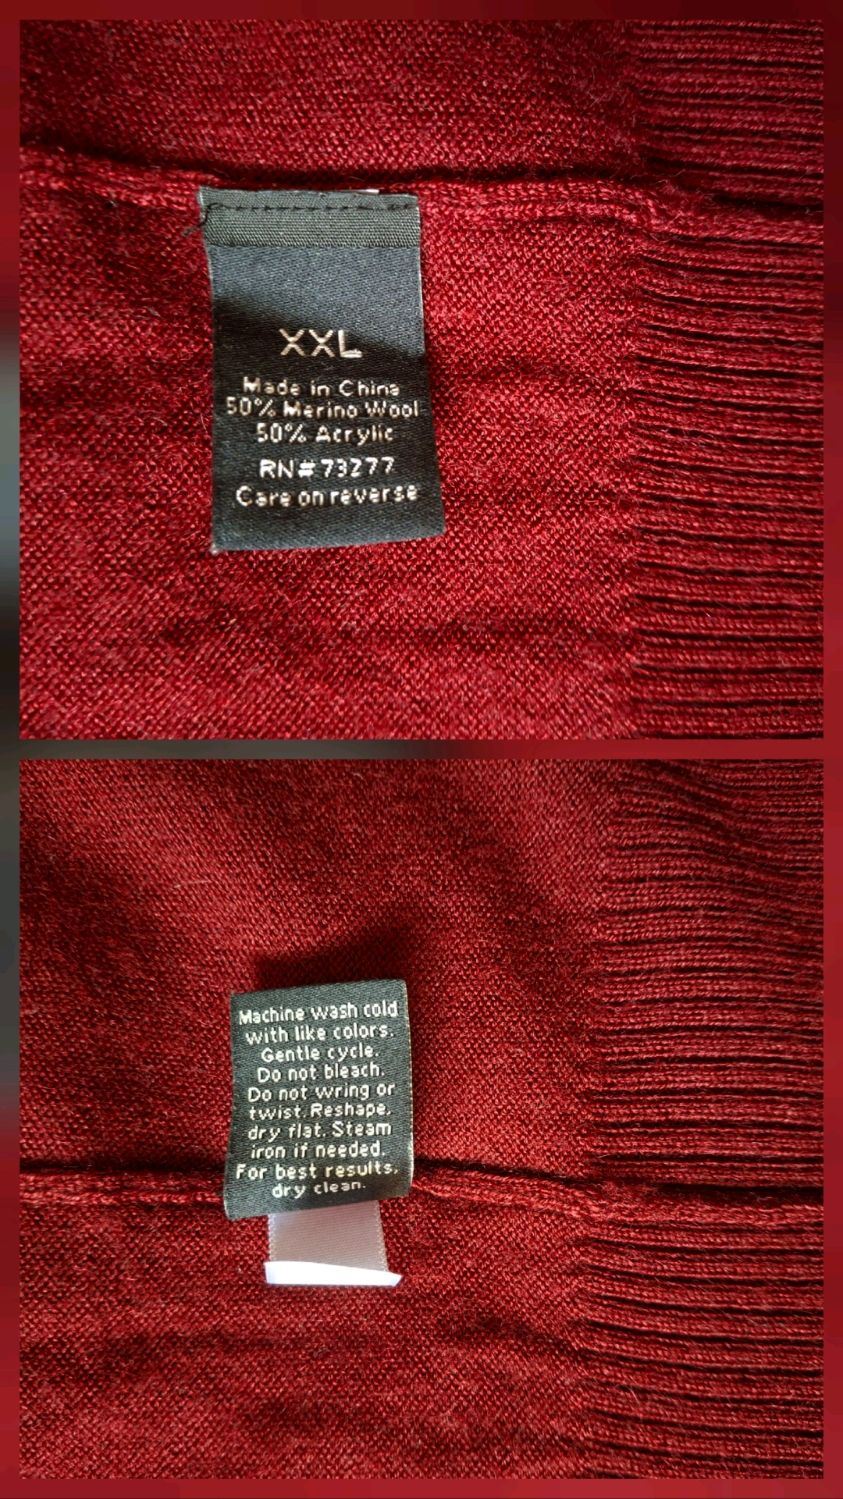 XXL
Made in China
50% Merino Wool
50% Acrylic
RN#73277
Care on reverse
Machine wash cold
with like colors.
Gentle cycle.
Do not bleach.
Do not wring or
twist. Reshape,
dry flat. Steam
iron if needed.
For best results,
dry clean.